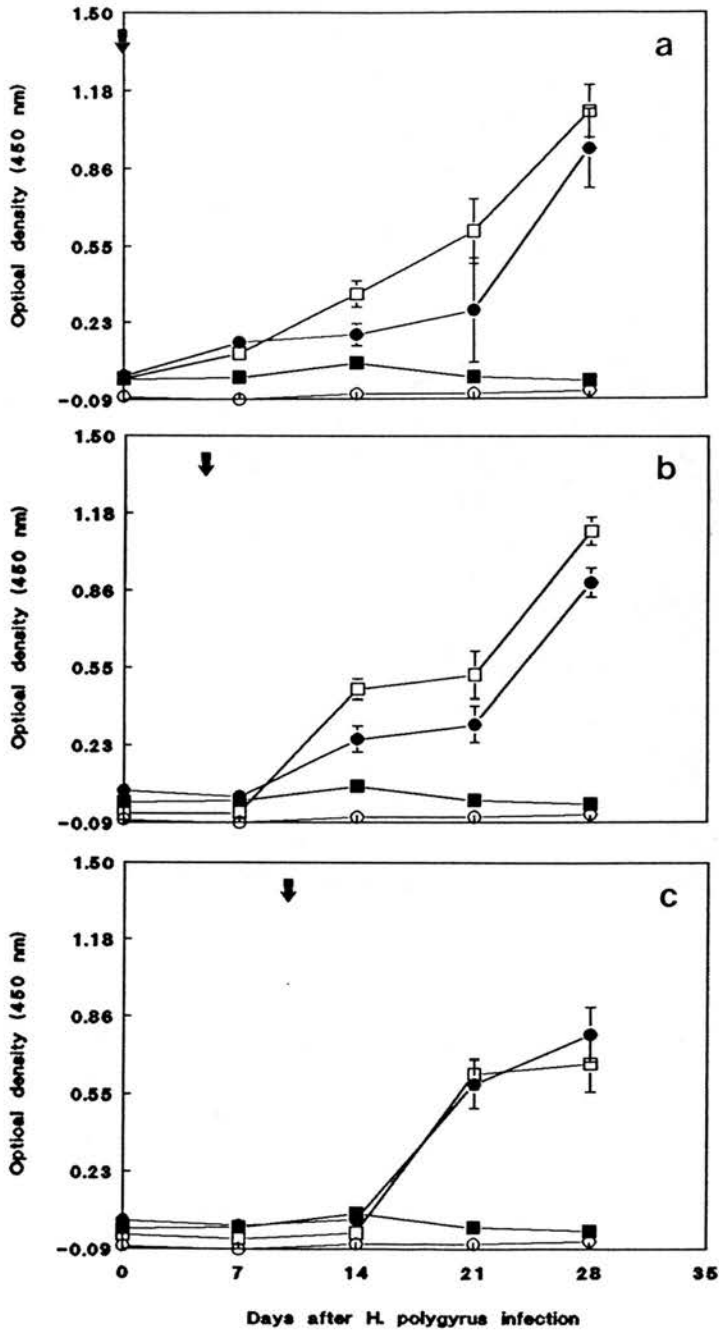 a
1.50
1.18
0.86
0.55
0.23
-0.09
Optical density (450 nm)
b
1.50
1.18
0.86
0.55
0.23
-0.09
Optical density (450 nm)
c
1.50
1.18
0.86
0.55
0.23
-0.09
Optical density (450 nm)
0 7 14 21 28 35
Days after H. polygyrus infection